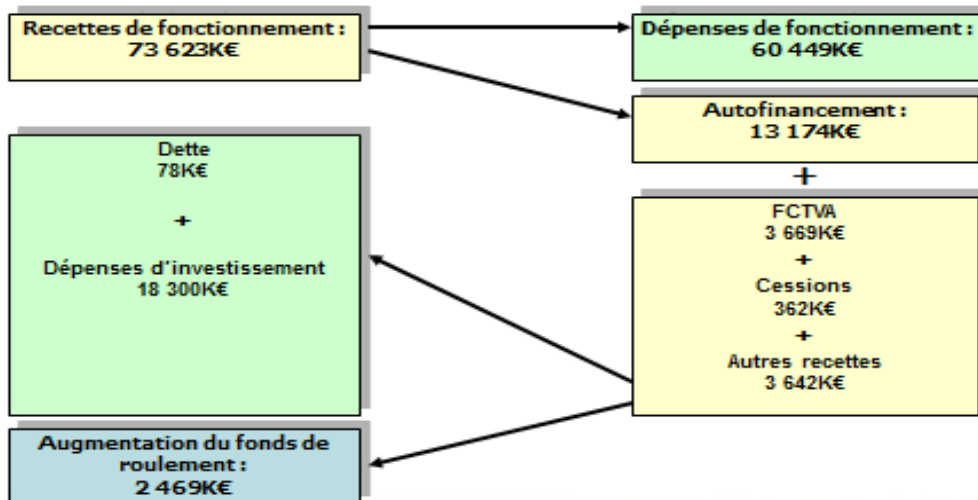 Recettes de fonctionnement :
73 623K€
Dépenses de fonctionnement :
60 449K€
Autofinancement :
13 174K€
+
Dette
78K€
+
Dépenses d'investissement
18 300K€
FCTVA
3 669K€
+
Cessions
362K€
+
Autres recettes
3 642K€
Augmentation du fonds de
roulement :
2 469K€